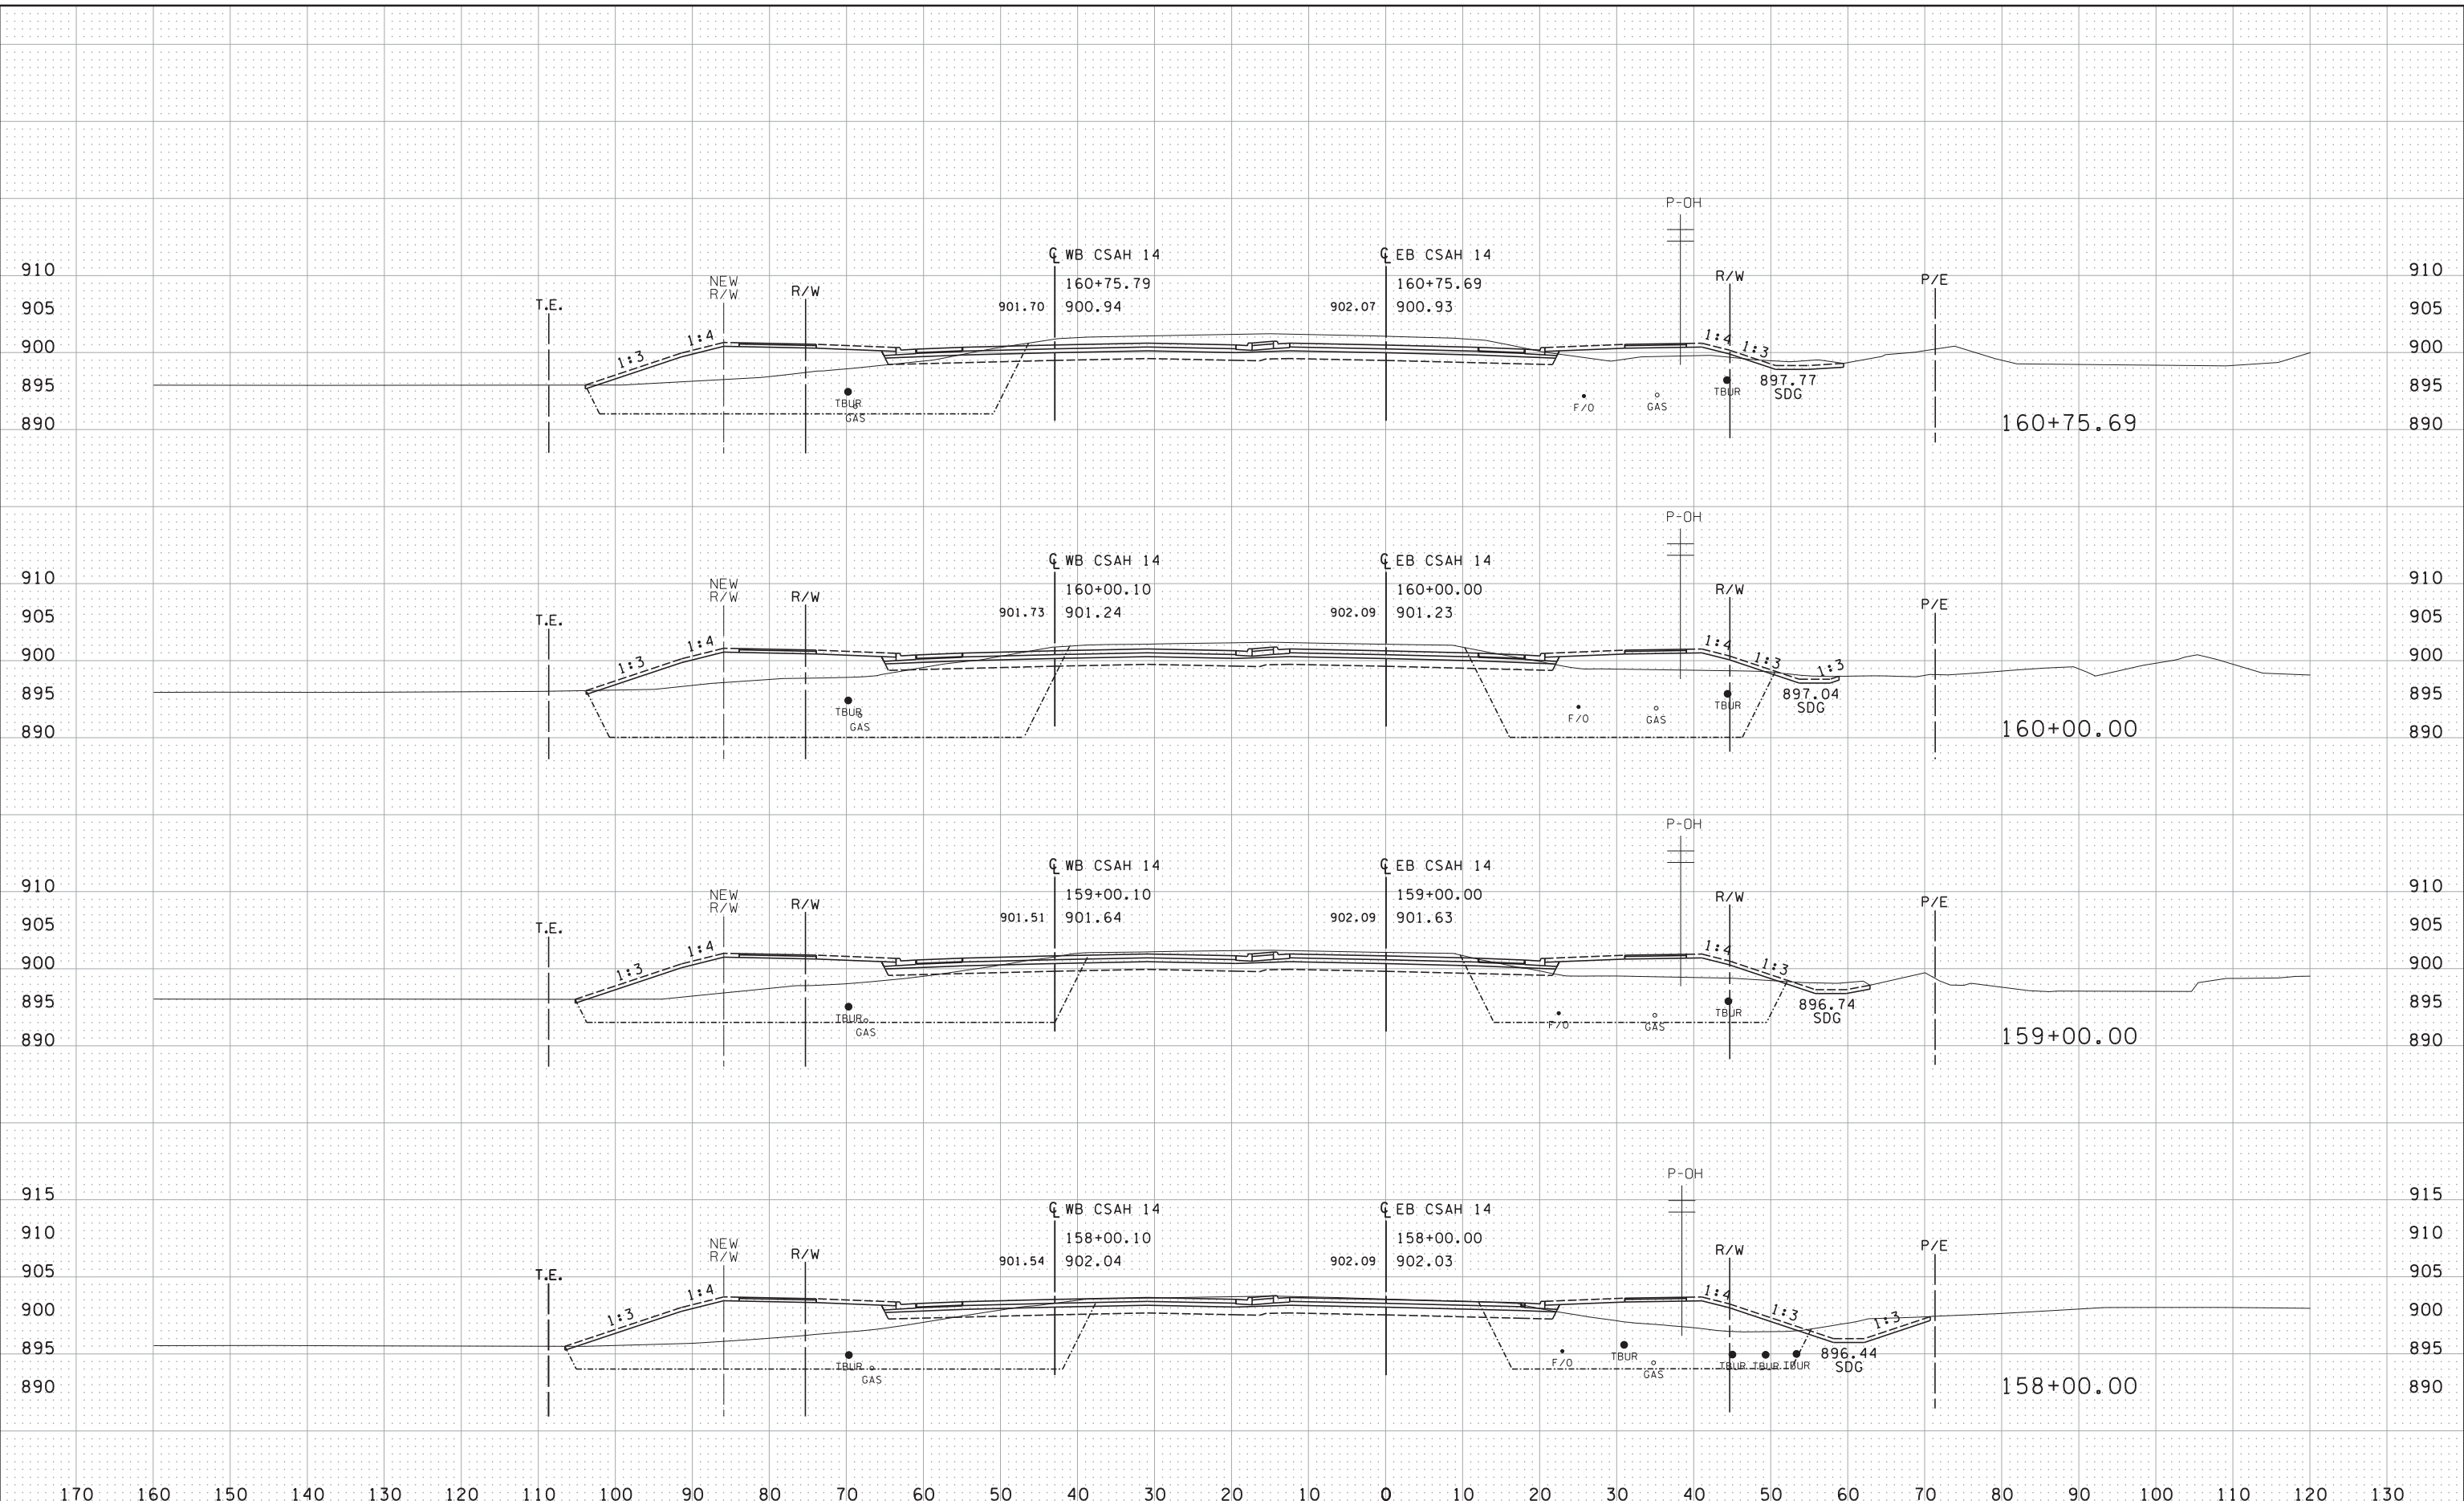 P-OH
℄ WB CSAH 14 ℄ EB CSAH 14
910 NEW R/W P/E 910
R/W R/W
160+75.79 160+75.69
905 T.E. 901.70 900.94 902.07 900.93 905
900 1:4 1:4 900
1:3 1:3
895 897.77 895
TBUR TBUR SDG
GAS F/O GAS
890 160+75.69 890
P-OH
℄ WB CSAH 14 ℄ EB CSAH 14
910 NEW 910
R/W R/W 160+00.10 160+00.00 R/W
905 T.E. 901.73 901.24 902.09 901.23 P/E 905
900 1:4 1:4 900
1:3 1:3 1:3
895 897.04 895
TBUR TBUR SDG
GAS F/O GAS
890 160+00.00 890
P-OH
℄ WB CSAH 14 ℄ EB CSAH 14
910 NEW 910
R/W R/W 159+00.10 159+00.00 R/W P/E
905 T.E. 901.51 901.64 902.09 901.63 905
900 1:4 1:4 900
1:3 1:3
895 896.74 895
TBUR TBUR SDG
GAS F/O GAS
890 159+00.00 890
P-OH
915 915
℄ WB CSAH 14 ℄ EB CSAH 14
910 158+00.10 158+00.00 910
NEW R/W P/E
R/W R/W
901.54 902.04 902.09 902.03
905 T.E. 905
1:4 1:4
900 1:3 1:3 1:3 900
895 896.44 895
TBUR F/O TBUR TBUR TBUR TBUR SDG
GAS GAS
890 158+00.00 890
170 160 150 140 130 120 110 100 90 80 70 60 50 40 30 20 10 0 10 20 30 40 50 60 70 80 90 100 110 120 130